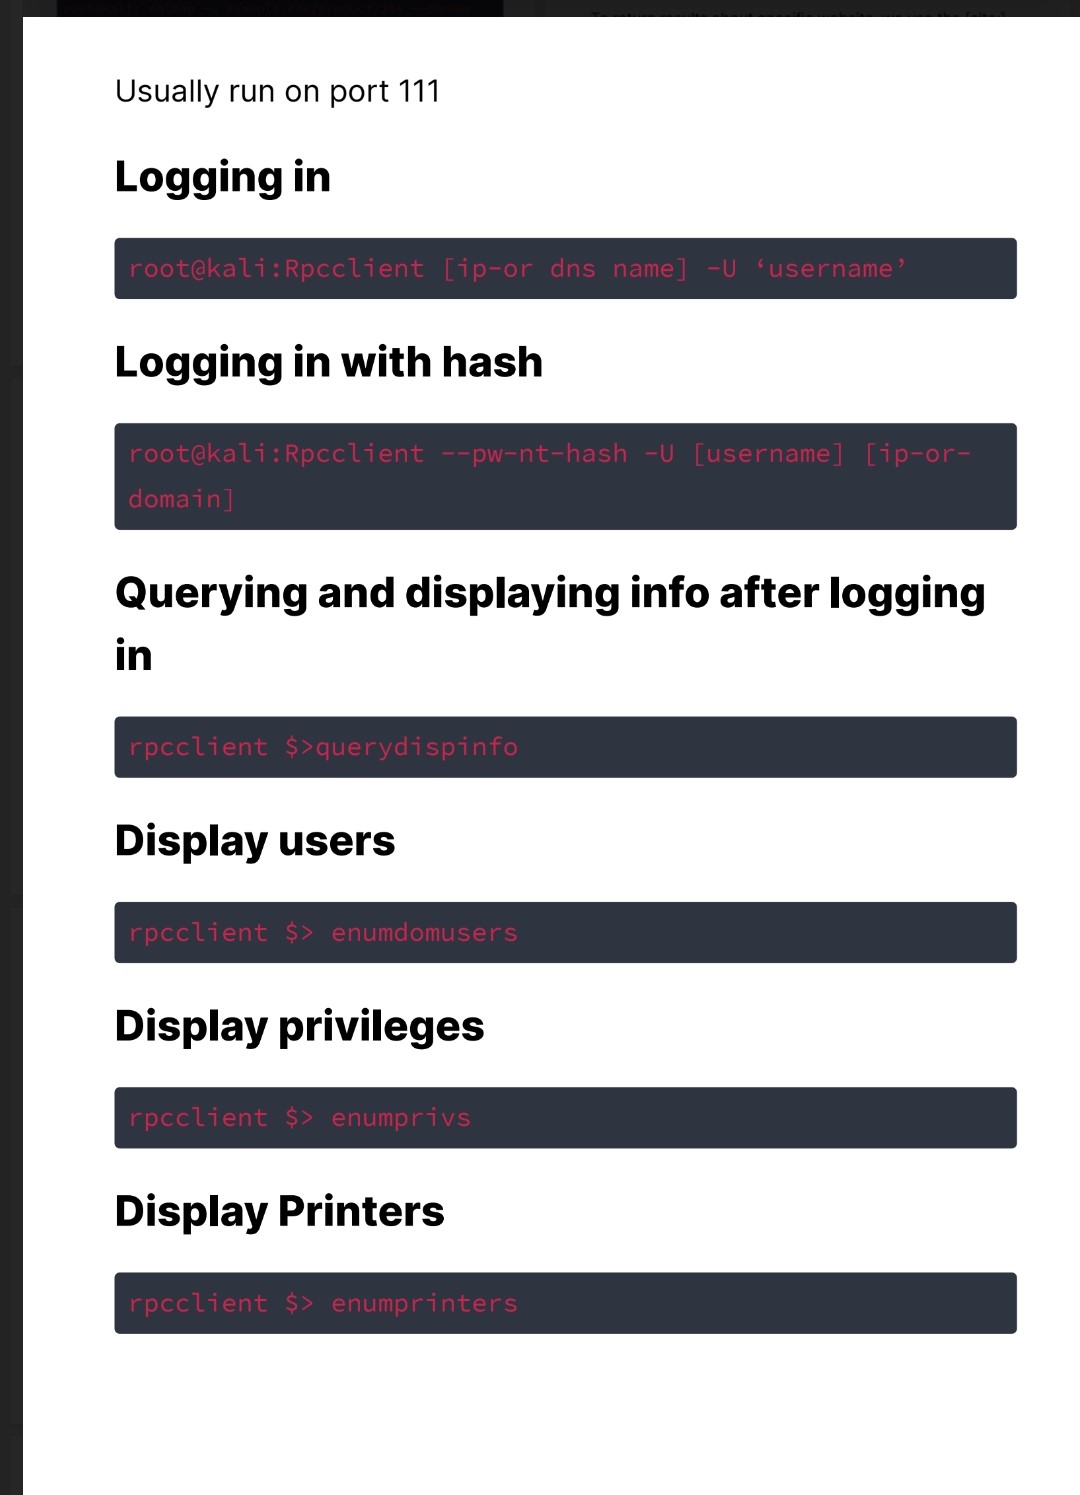 Usually run on port 111
Logging in
root@kali:Rpcclient [ip-or dns name] -U ‘username’
Logging in with hash
root@kali:Rpcclient --pw-nt-hash -U [username] [ip-or-
domain]
Querying and displaying info after logging
in
rpcclient $>querydispinfo
Display users
rpcclient $> enumdomusers
Display privileges
rpcclient $> enumprivs
Display Printers
rpcclient $> enumprinters